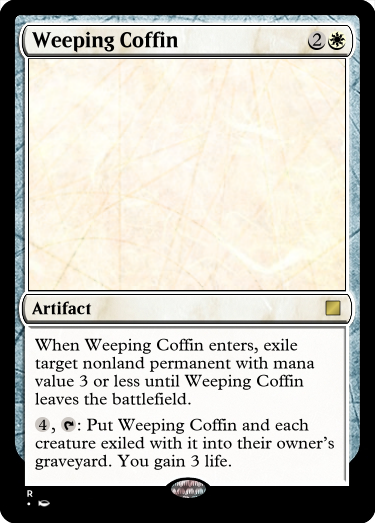 Weeping Coffin 2
Artifact
When Weeping Coffin enters, exile
target nonland permanent with mana
value 3 or less until Weeping Coffin
leaves the battlefield.
4, : Put Weeping Coffin and each
creature exiled with it into their owner's
graveyard. You gain 3 life.
R